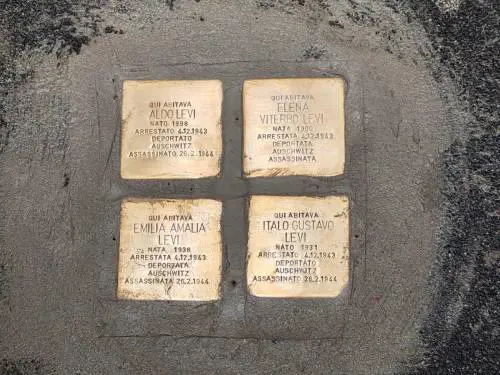 QUI ABITAVA
ALDO LEVI
NATO 1898
ARRESTATO 4.12.1943
DEPORTATO
AUSCHWITZ
ASSASSINATO 26.2.1944
QUI ABITAVA
ELENA
VITERBO LEVI
NATA 1900
ARRESTATA 4.12.1943
DEPORTATA
AUSCHWITZ
ASSASSINATA
QUI ABITAVA
EMILIA AMALIA
LEVI
NATA 1938
ARRESTATA 4.12.1943
DEPORTATA
AUSCHWITZ
ASSASSINATA 26.2.1944
QUI ABITAVA
ITALO GUSTAVO
LEVI
NATO 1931
ARRESTATO 4.12.1943
DEPORTATO
AUSCHWITZ
ASSASSINATO 26.2.1944